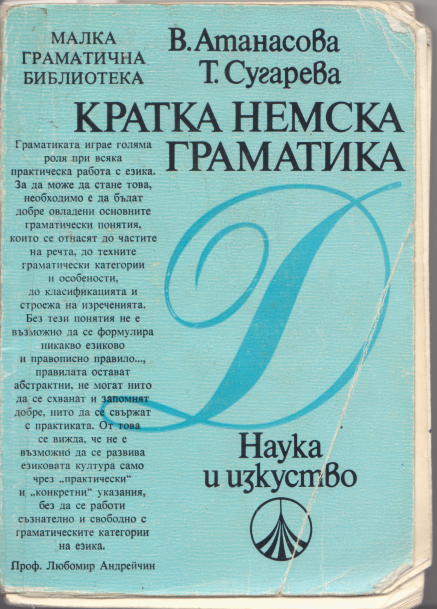 МАЛКА
ГРАМАТИЧНА
БИБЛИОТЕКА
В. Атанасова
Т. Сугарева
КРАТКА НЕМСКА
ГРАМАТИКА
Граматиката играе голяма
роля при всяка
практическа работа с езика.
За да може да стане това,
необходимо е да бъдат
добре овладени основните
граматически понятия,
които се отнасят до частите
на речта, до техните
граматически категории
и особености,
до класификацията и
строежа на изреченията.
Без тези понятия не е
възможно да се формулира
никакво езиково
и правописно правило...,
правилата остават
абстрактни, не могат нито
да се схванат и запомнят
добре, нито да се свържат
с практиката. От това
се вижда, че не е
възможно да се развива
езиковата култура само
чрез „практически“
и „конкретни“ указания,
без да се работи
съзнателно и свободно с
граматическите категории
на езика.
Проф. Любомир Андрейчин
D
Наука
и изкуство